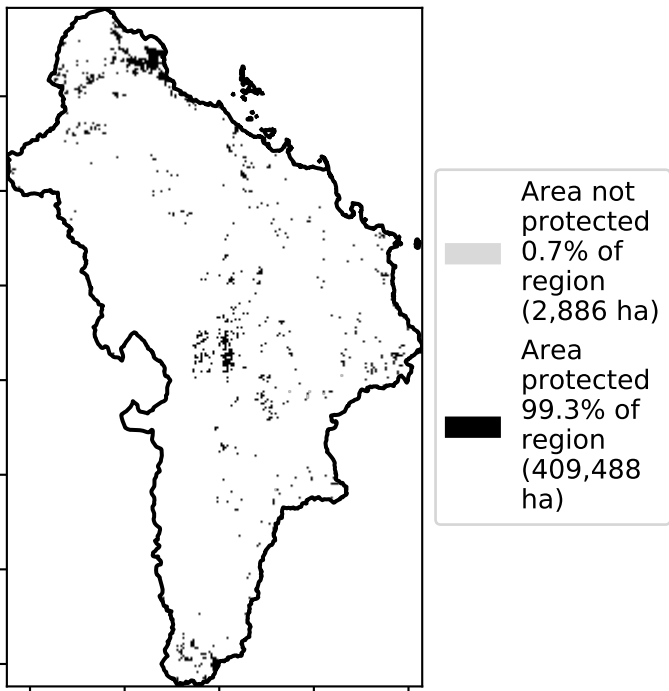 Area not
protected
0.7% of
region
(2,886 ha)
Area
protected
99.3% of
region
(409,488
ha)